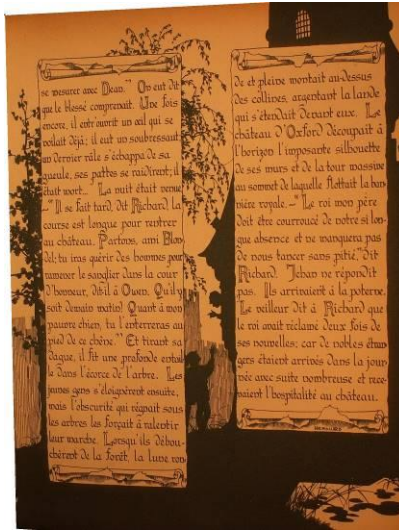 se mesurer avec Dean." On eut dit
que le blessé comprenait. Une fois
encore, il entr'ouvrit un œil qui se
voilait déjà; il eut un soubressaut
un dernier râle s'échappa de sa
gueule, ses pattes se raidirent; il
était mort_ La nuit était venue
_" Il se fait tard, dit Richard, la
course est longue pour rentrer
au château. Partons, ami Blon-
del; tu iras quérir des hommes pour
ramener le sanglier dans la cour
d'honneur, dit-il à Owen. Qu'il y
soit demain matin! Quant à mon
pauvre chien, tu l'enterreras au
pied de ce chêne." Et tirant sa
dague, il fit une profonde entail
le dans l'écorce de l'arbre. Les
jeunes gens s'éloignèrent ensuite,
mais l'obscurité qui régnait sous
les arbres les forçait à ralentir
leur marche. Lorsqu'ils débou-
chèrent de la forêt, la lune ron-
de et pleine montait au-dessus
des collines, argentant la lande
qui s'étendait devant eux. Le
château d'Oxford découpait à
l'horizon l'imposante silhouette
de ses murs et de la tour massive
au sommet de laquelle flottait la ban
nière royale. _" Le roi mon père
doit être courroucé de notre si lon-
gue absence et ne manquera pas
de nous tancer sans pitié," dit
Richard. Jehan ne répondit
pas. Ils arrivaient à la poterne.
Le veilleur dit à Richard que
le roi avait réclamé deux fois de
ses nouvelles; car de nobles étran
gers étaient arrivés dans la jour
née avec suite nombreuse et rece-
vaient l'hospitalité au château.